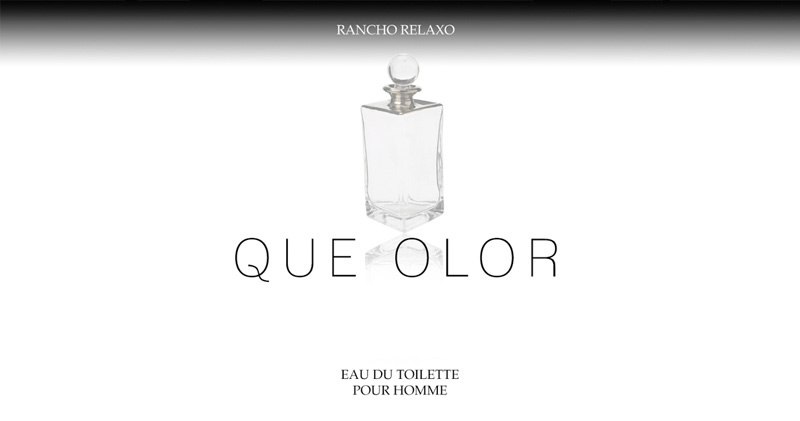 RANCHO RELAXO
QUE OLOR
EAU DU TOILETTE
POUR HOMME